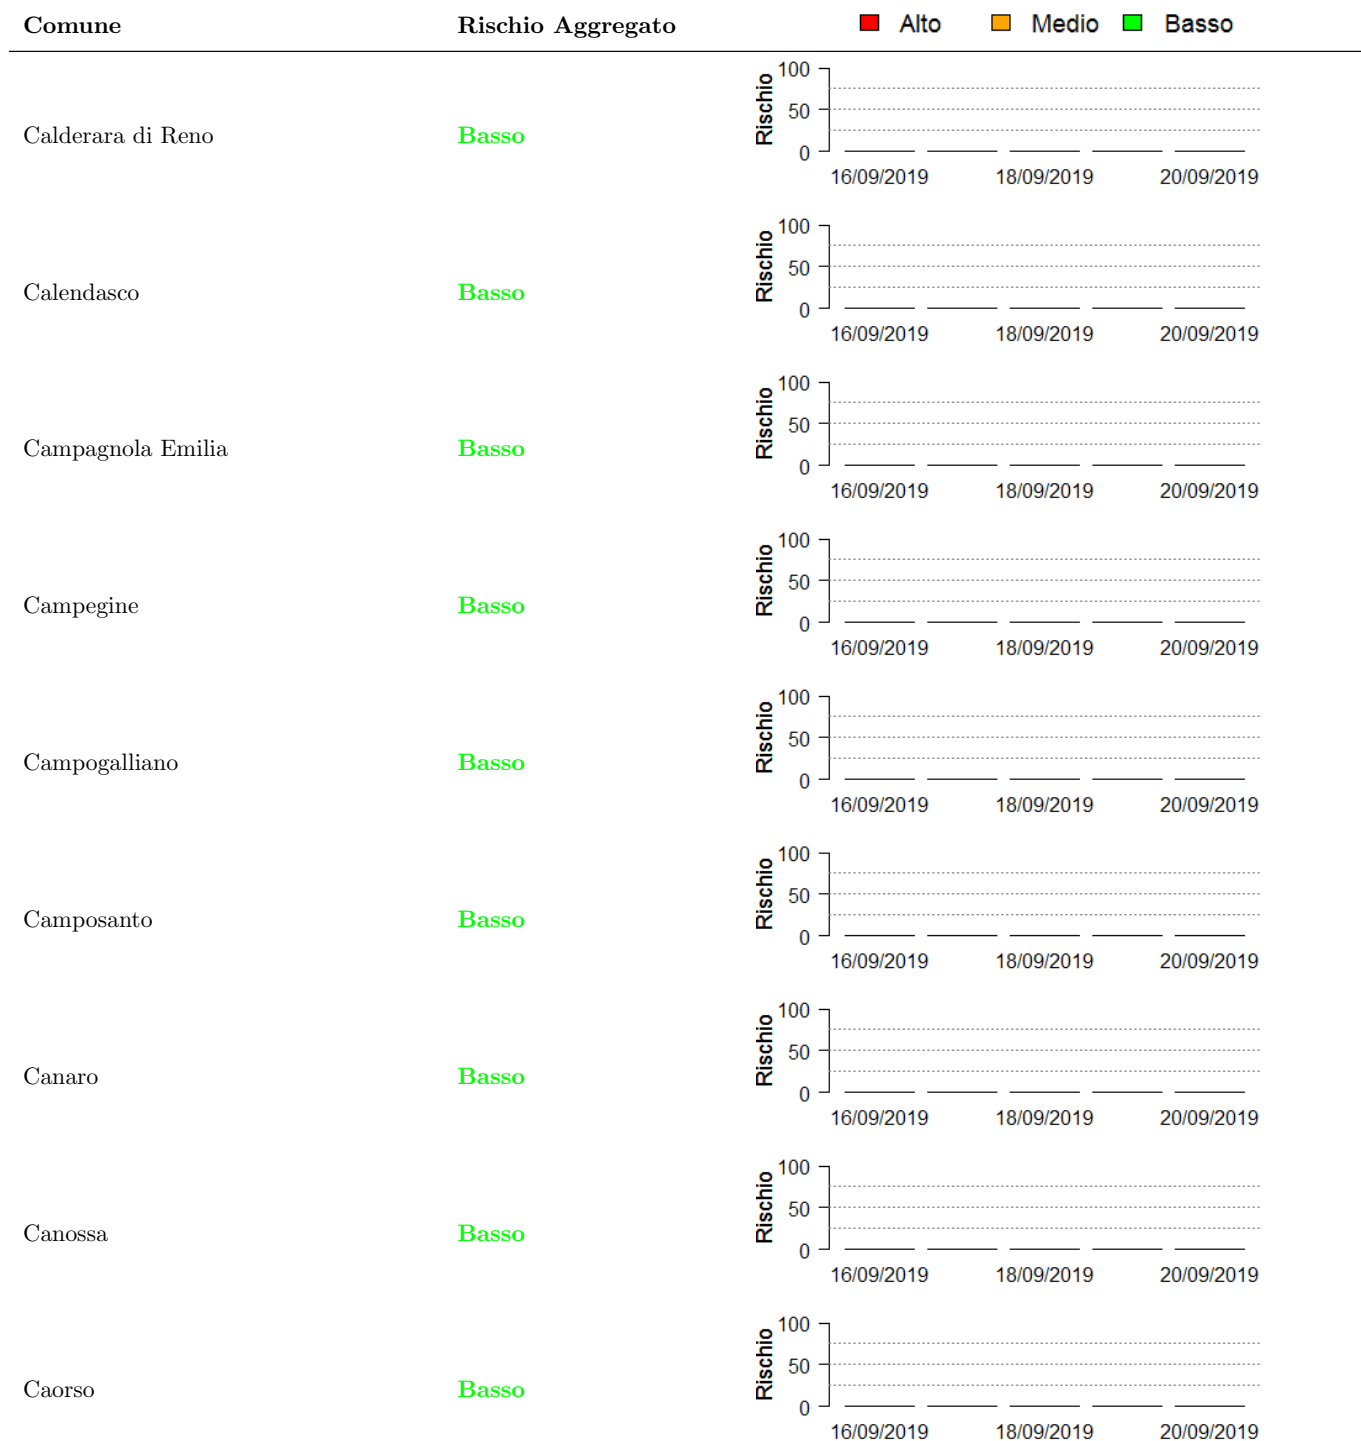 Comune Rischio Aggregato Alto Medio Basso
100
50
0
Rischio
Calderara di Reno Basso
16/09/2019 18/09/2019 20/09/2019
100
50
0
Rischio
Calendasco Basso
16/09/2019 18/09/2019 20/09/2019
100
50
0
Rischio
Campagnola Emilia Basso
16/09/2019 18/09/2019 20/09/2019
100
50
0
Rischio
Campegine Basso
16/09/2019 18/09/2019 20/09/2019
100
50
0
Rischio
Campogalliano Basso
16/09/2019 18/09/2019 20/09/2019
100
50
0
Rischio
Camposanto Basso
16/09/2019 18/09/2019 20/09/2019
100
50
0
Rischio
Canaro Basso
16/09/2019 18/09/2019 20/09/2019
100
50
0
Rischio
Canossa Basso
16/09/2019 18/09/2019 20/09/2019
100
50
0
Rischio
Caorso Basso
16/09/2019 18/09/2019 20/09/2019